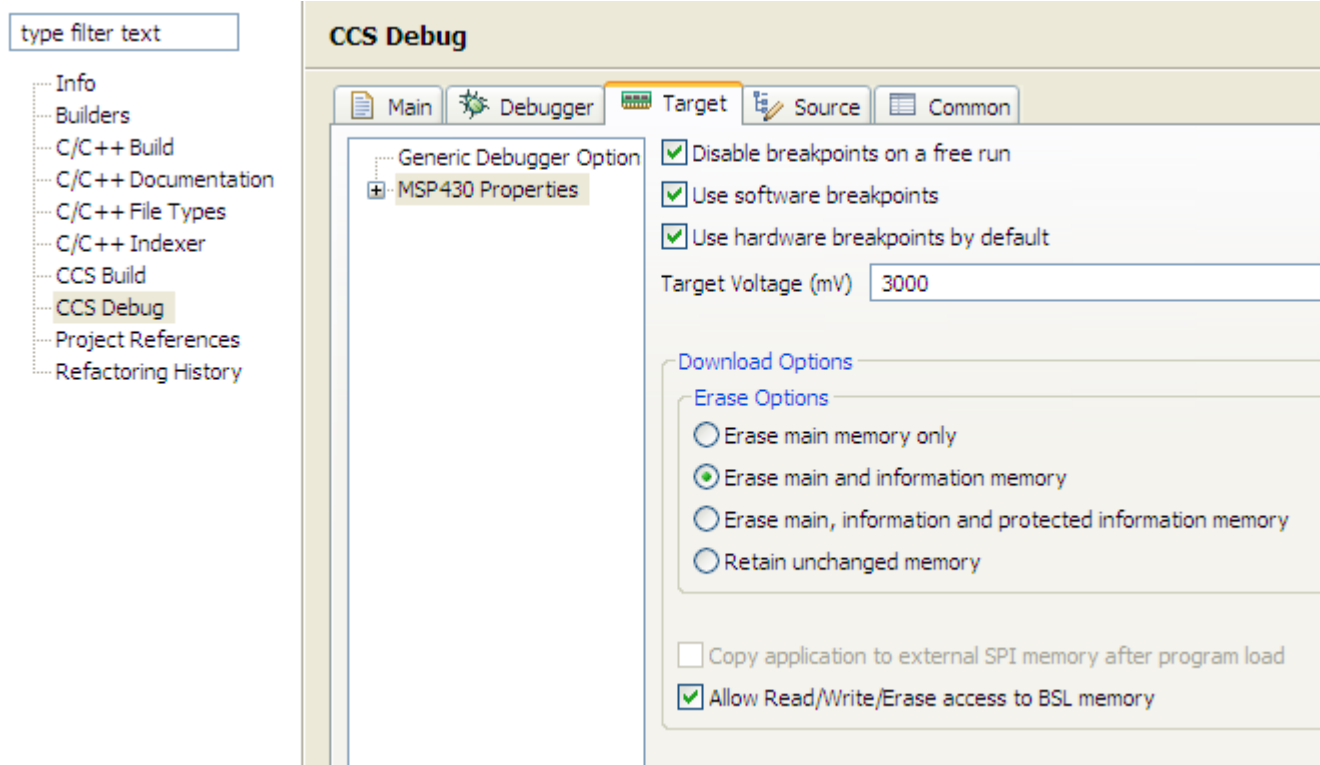 type filter text
Info
Builders
C/C++ Build
C/C++ Documentation
C/C++ File Types
C/C++ Indexer
CCS Build
CCS Debug
Project References
Refactoring History
CCS Debug
Main
Debugger
Target
Source
Common
Generic Debugger Option
MSP430 Properties
Disable breakpoints on a free run
Use software breakpoints
Use hardware breakpoints by default
Target Voltage (mV) 3000
Download Options
Erase Options
Erase main memory only
Erase main and information memory
Erase main, information and protected information memory
Retain unchanged memory
Copy application to external SPI memory after program load
Allow Read/Write/Erase access to BSL memory